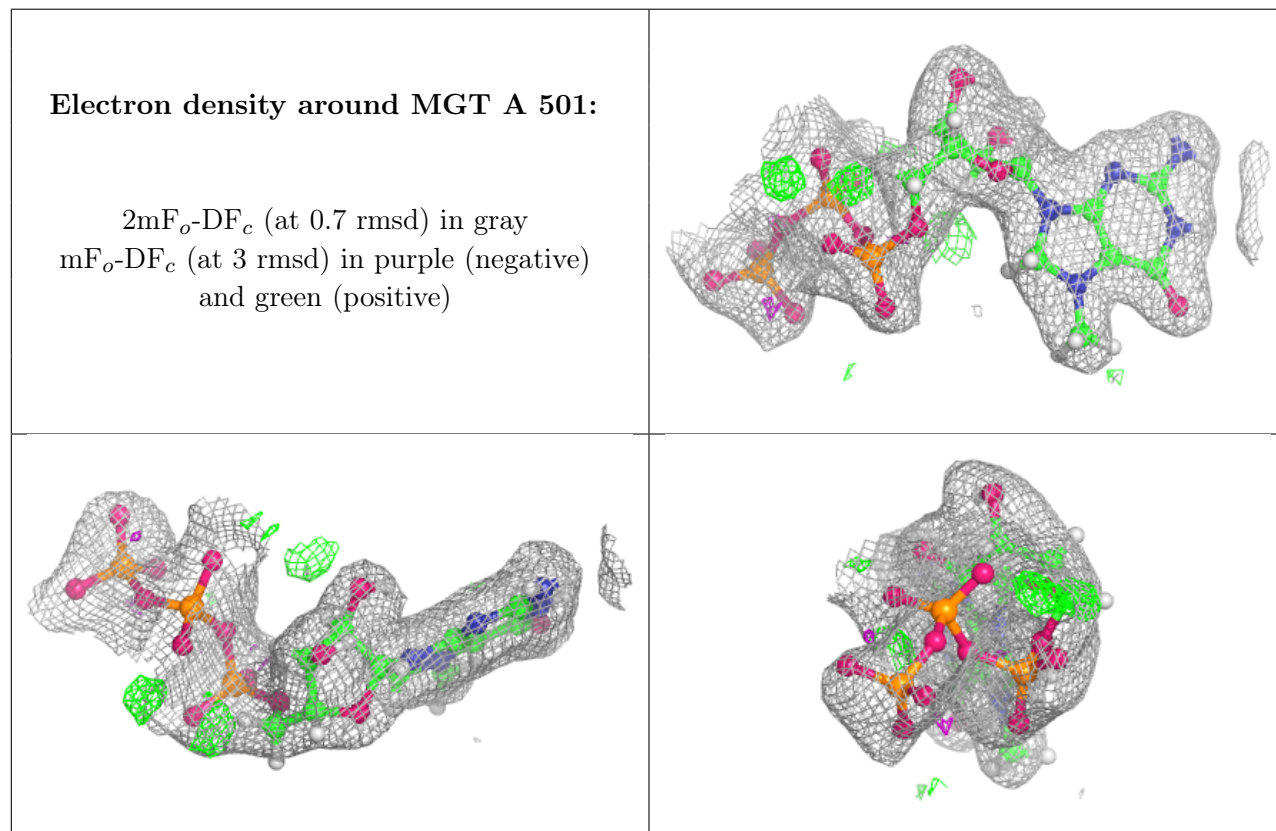 Electron density around MGT A 501:
2mFₒ-DF𝒸 (at 0.7 rmsd) in gray
mFₒ-DF𝒸 (at 3 rmsd) in purple (negative)
and green (positive)